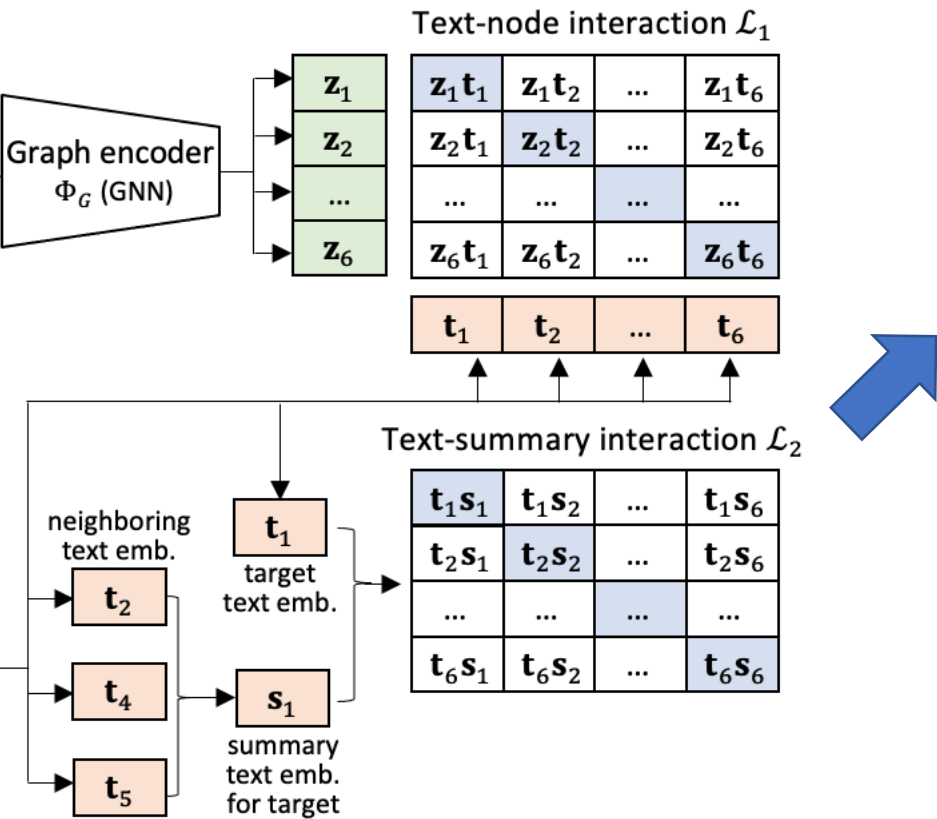 Text-node interaction ℒ₁
Graph encoder
Φ_G (GNN)
z₁
z₂
...
z₆
z₁t₁ z₁t₂ ... z₁t₆
z₂t₁ z₂t₂ ... z₂t₆
... ... ... ...
z₆t₁ z₆t₂ ... z₆t₆
t₁ t₂ ... t₆
Text-summary interaction ℒ₂
t₁s₁ t₁s₂ ... t₁s₆
t₂s₁ t₂s₂ ... t₂s₆
... ... ... ...
t₆s₁ t₆s₂ ... t₆s₆
neighboring
text emb.
t₂
t₄
t₅
t₁
target
text emb.
s₁
summary
text emb.
for target